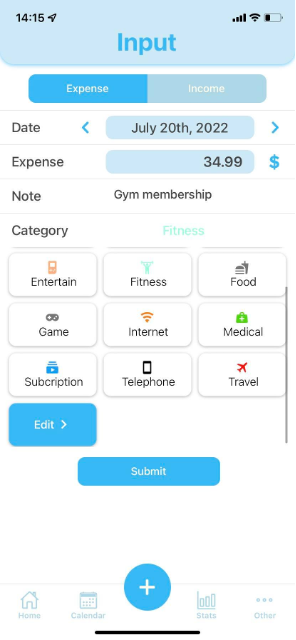 14:15
Input
Expense Income
Date July 20th, 2022
Expense 34.99 $
Note Gym membership
Category Fitness
Entertain Fitness Food
Game Internet Medical
Subcription Telephone Travel
Edit
Submit
+
Home Calendar Stats Other